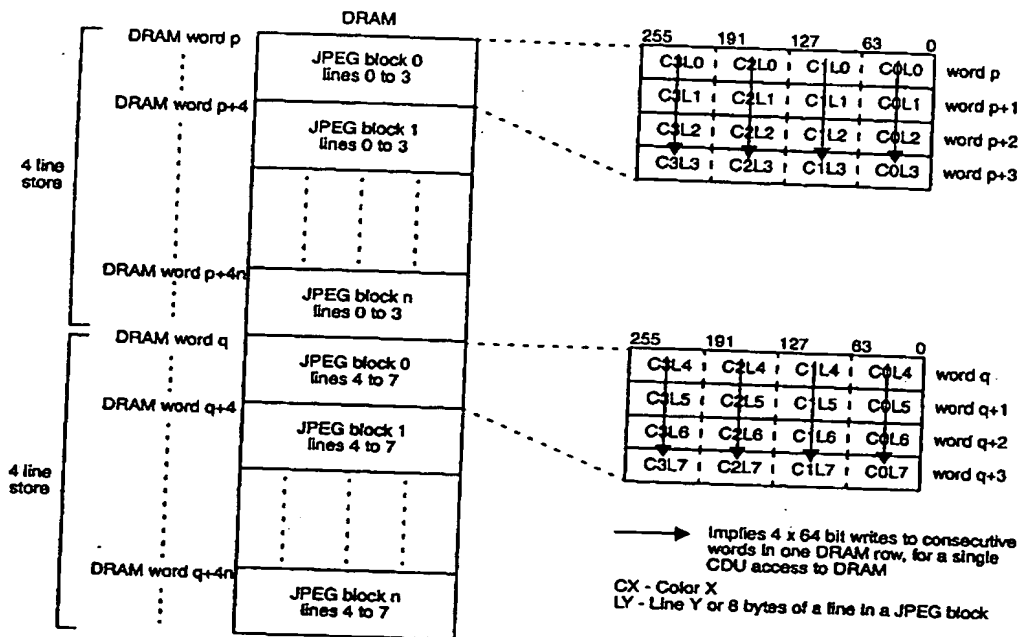 DRAM
DRAM word p
JPEG block 0
lines 0 to 3
DRAM word p+4
JPEG block 1
lines 0 to 3
4 line
store
DRAM word p+4n
JPEG block n
lines 0 to 3
DRAM word q
JPEG block 0
lines 4 to 7
DRAM word q+4
JPEG block 1
lines 4 to 7
4 line
store
DRAM word q+4n
JPEG block n
lines 4 to 7
255 191 127 63 0
C3L0 C2L0 C1L0 C0L0 word p
C3L1 C2L1 C1L1 C0L1 word p+1
C3L2 C2L2 C1L2 C0L2 word p+2
C3L3 C2L3 C1L3 C0L3 word p+3
255 191 127 63 0
C3L4 C2L4 C1L4 C0L4 word q
C3L5 C2L5 C1L5 C0L5 word q+1
C3L6 C2L6 C1L6 C0L6 word q+2
C3L7 C2L7 C1L7 C0L7 word q+3
Implies 4 x 64 bit writes to consecutive
words in one DRAM row, for a single
CDU access to DRAM
CX - Color X
LY - Line Y or 8 bytes of a line in a JPEG block